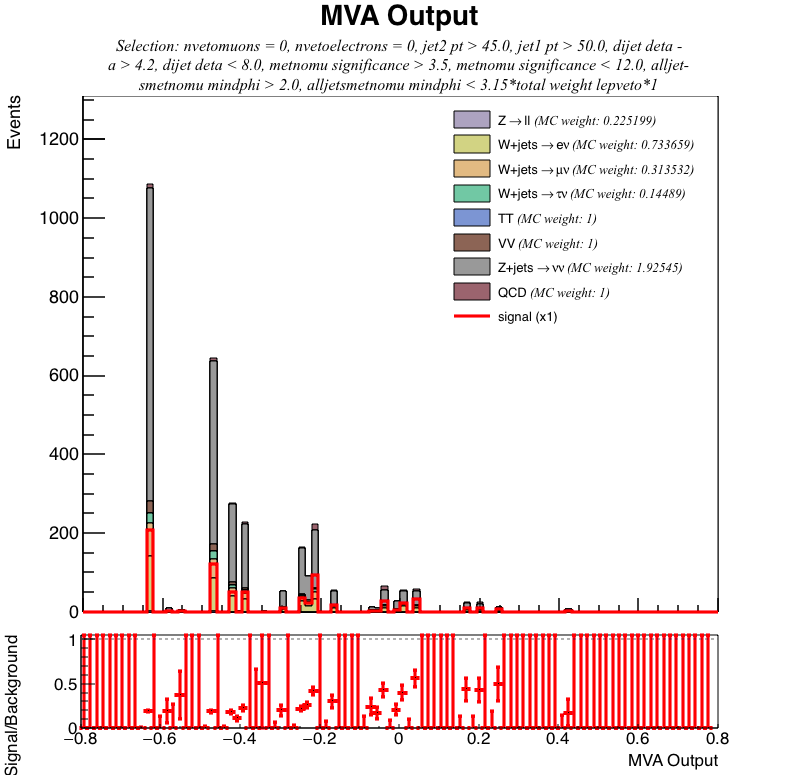 MVA Output
Selection: nvetomuons = 0, nvetoelectrons = 0, jet2 pt > 45.0, jet1 pt > 50.0, dijet deta -
a > 4.2, dijet deta < 8.0, metnomu significance > 3.5, metnomu significance < 12.0, alljet-
smetnomu mindphi > 2.0, alljetsmetnomu mindphi < 3.15*total weight lepveto*1
Events
1200
1000
800
600
400
200
0
Z→ll (MC weight: 0.225199)
W+jets→eν (MC weight: 0.733659)
W+jets→μν (MC weight: 0.313532)
W+jets→τν (MC weight: 0.14489)
TT (MC weight: 1)
VV (MC weight: 1)
Z+jets→νν (MC weight: 1.92545)
QCD (MC weight: 1)
signal (x1)
Signal/Background
1
0.5
0
−0.8 −0.6 −0.4 −0.2 0 0.2 0.4 0.6 0.8
MVA Output